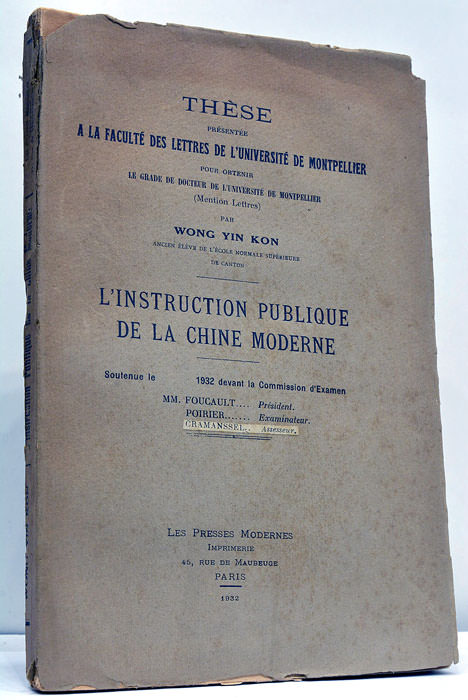 THÈSE
PRÉSENTÉE
A LA FACULTÉ DES LETTRES DE L'UNIVERSITÉ DE MONTPELLIER
POUR OBTENIR
LE GRADE DE DOCTEUR DE L'UNIVERSITÉ DE MONTPELLIER
(Mention Lettres)
PAR
WONG YIN KON
ANCIEN ÉLÈVE DE L'ÉCOLE NORMALE SUPÉRIEURE
DE CANTON
L'INSTRUCTION PUBLIQUE
DE LA CHINE MODERNE
Soutenue le 1932 devant la Commission d'Examen
MM. FOUCAULT.... Président.
POIRIER....... Examinateur.
CRAMANSSEL.. Assesseur.
LES PRESSES MODERNES
IMPRIMERIE
45, RUE DE MAUBEUGE
PARIS
1932